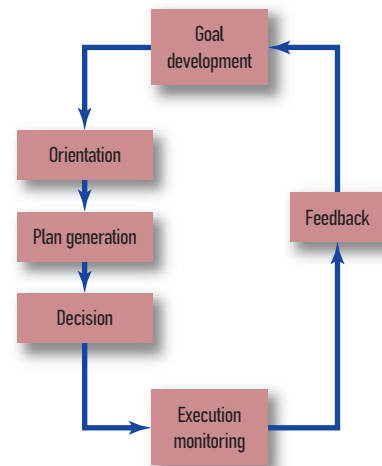 Goal
development
Orientation
Plan generation
Feedback
Decision
Execution
monitoring